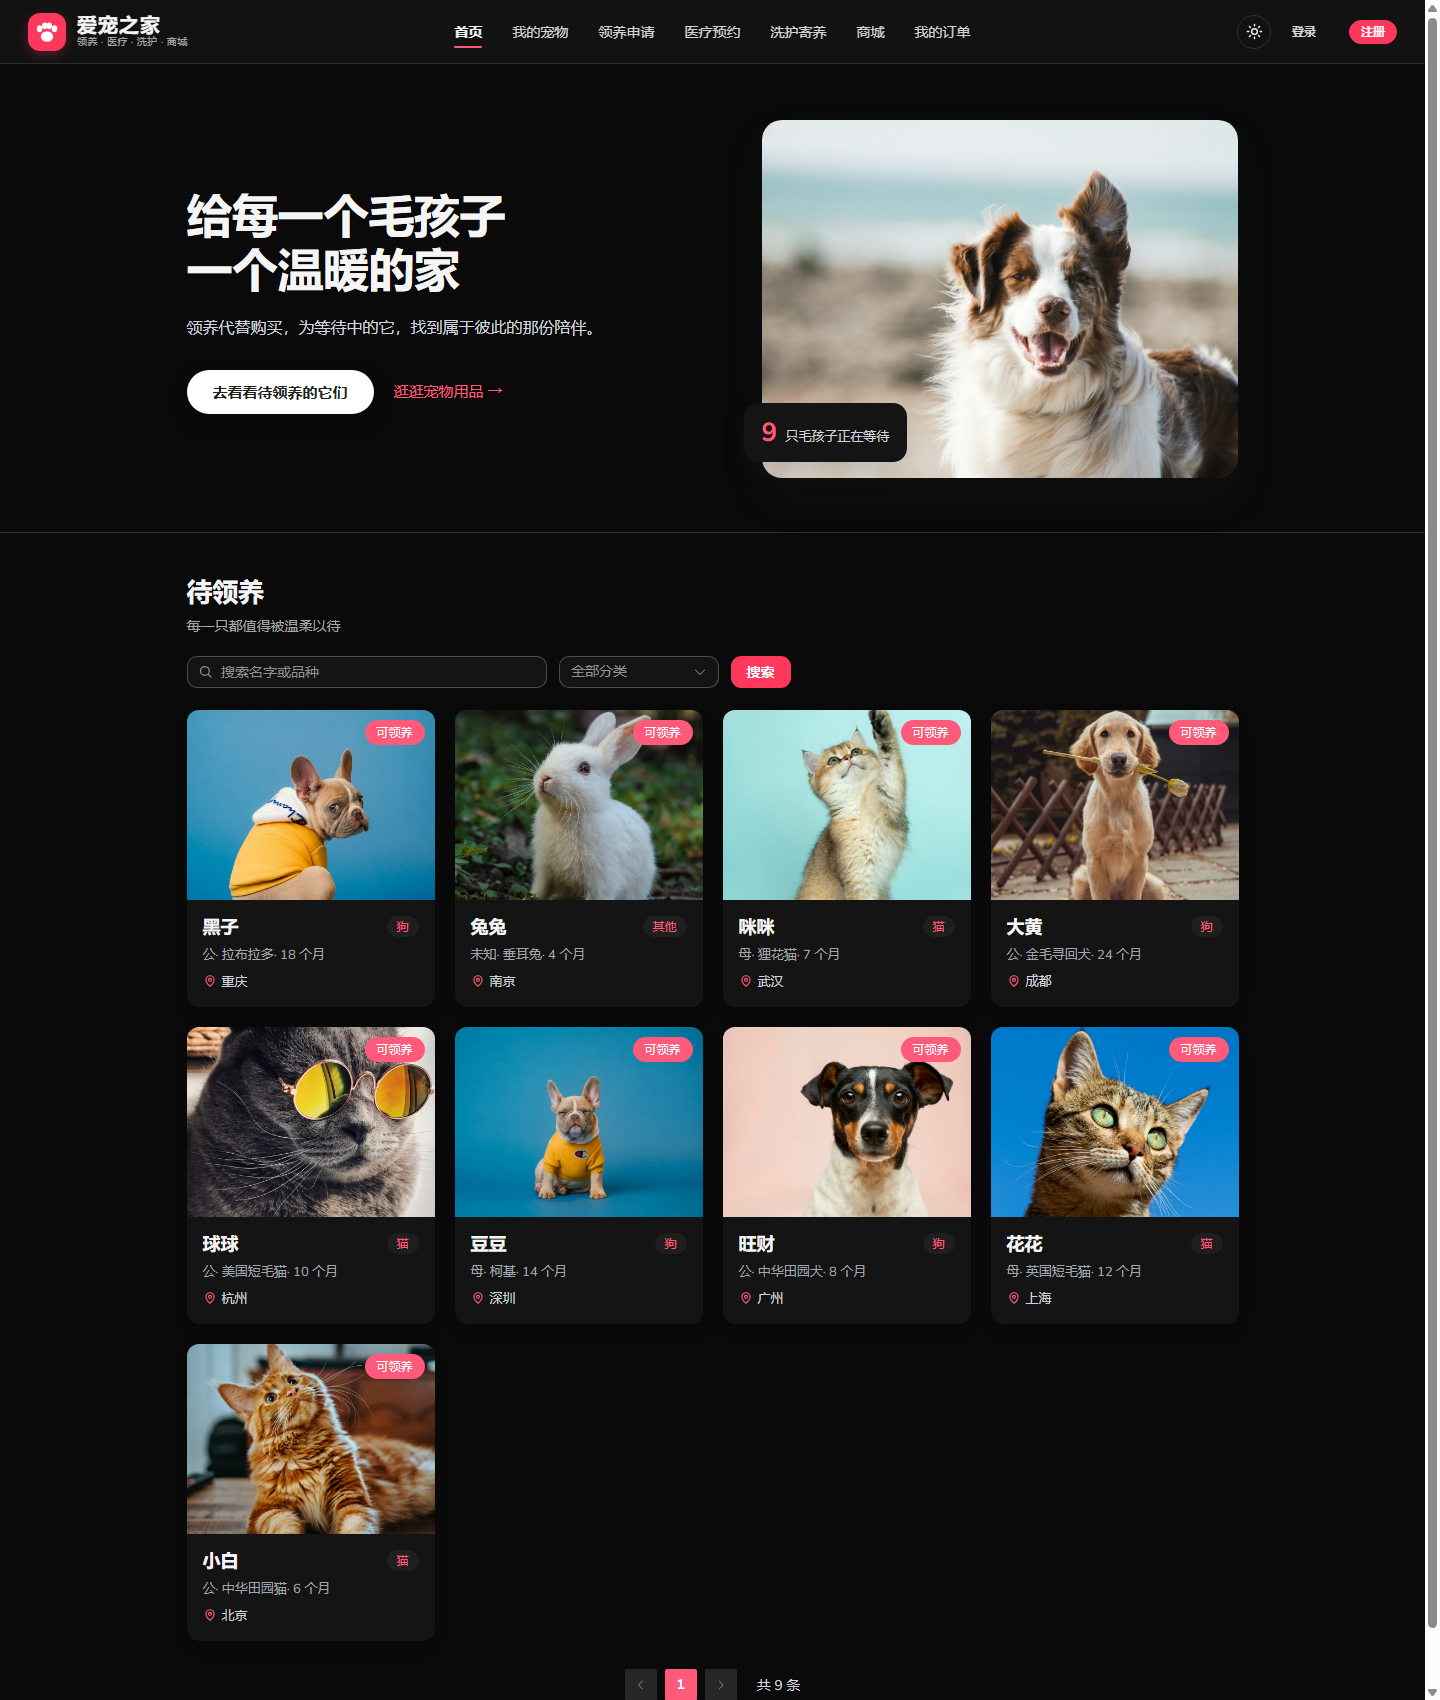 爱宠之家
领养 · 医疗 · 洗护 · 商城
首页 我的宠物 领养申请 医疗预约 洗护寄养 商城 我的订单
登录 注册
给每一个毛孩子
一个温暖的家
领养代替购买，为等待中的它，找到属于彼此的那份陪伴。
去看看待领养的它们 逛逛宠物用品 →
9 只毛孩子正在等待
待领养
每一只都值得被温柔以待
搜索名字或品种 全部分类 搜索
可领养 可领养 可领养 可领养
黑子 狗
公· 拉布拉多· 18 个月
重庆
兔兔 其他
未知· 垂耳兔· 4 个月
南京
咪咪 猫
母· 狸花猫· 7 个月
武汉
大黄 狗
公· 金毛寻回犬· 24 个月
成都
可领养 可领养 可领养 可领养
球球 猫
公· 美国短毛猫· 10 个月
杭州
豆豆 狗
母· 柯基· 14 个月
深圳
旺财 狗
公· 中华田园犬· 8 个月
广州
花花 猫
母· 英国短毛猫· 12 个月
上海
可领养
小白 猫
公· 中华田园猫· 6 个月
北京
1 共 9 条